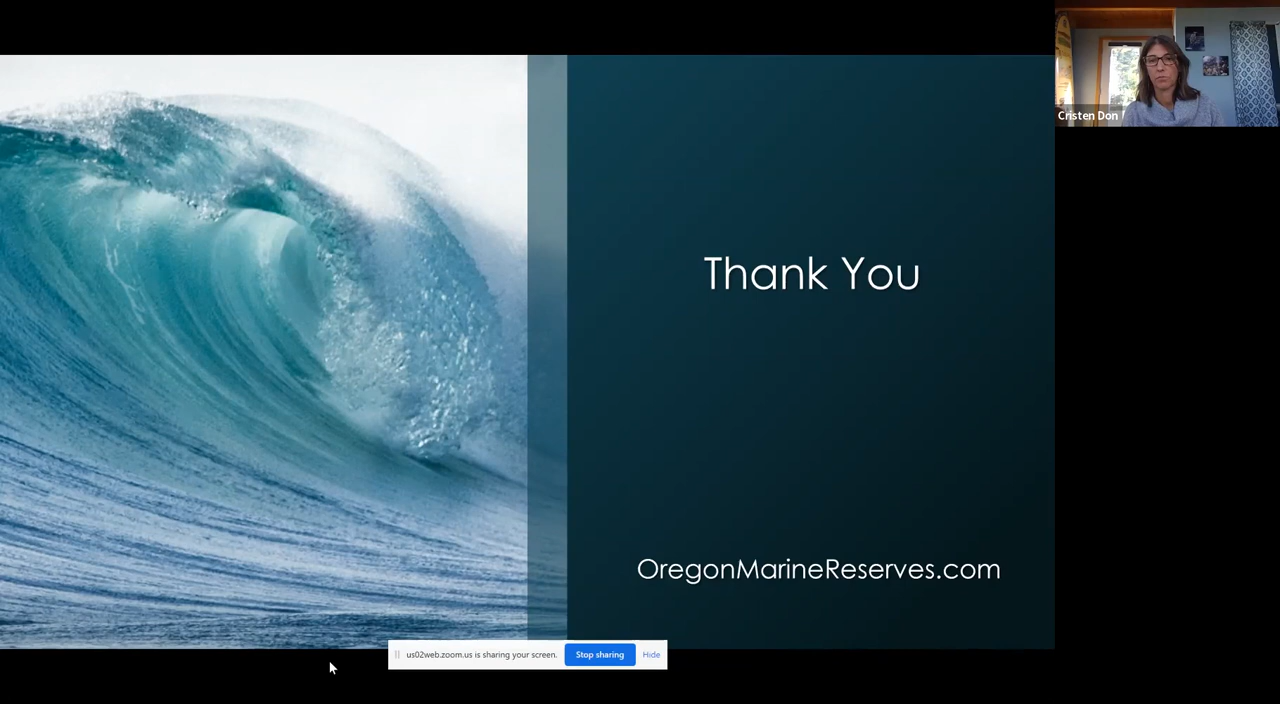 Cristen Don
Thank You
OregonMarineReserves.com
us02web.zoom.us is sharing your screen.
Stop sharing
Hide